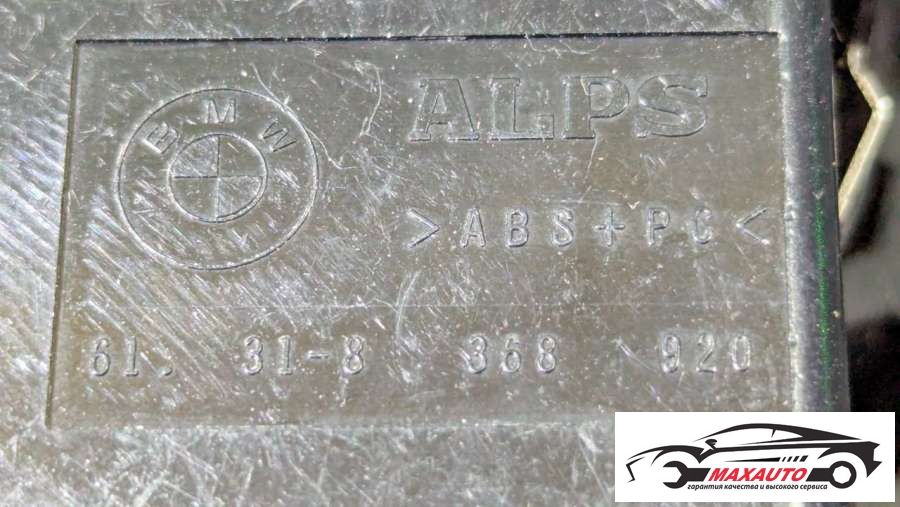 BMW
ALPS
>ABS+PC<
61. 31-8 368 920
MAXAUTO
гарантия качества и высокого сервиса